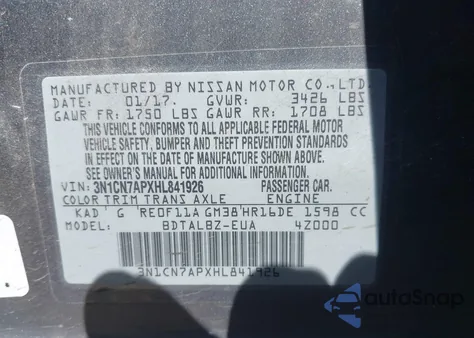 MANUFACTURED BY NISSAN MOTOR CO., LTD.
DATE: 01/17. GVWR: 3426 LBS
GAWR FR: 1750 LBS GAWR RR: 1708 LBS
THIS VEHICLE CONFORMS TO ALL APPLICABLE FEDERAL MOTOR
VEHICLE SAFETY, BUMPER AND THEFT PREVENTION STANDARDS
IN EFFECT ON THE DATE OF MANUFACTURE SHOWN ABOVE.
SEE OWNER'S MANUAL FOR ADDITIONAL INFORMATION
VIN: 3N1CN7APXHL841926 PASSENGER CAR.
COLOR TRIM TRANS AXLE ENGINE
KAD G RE0F11A GM38 HR16DE 1598 CC
MODEL: BDTALBZ-EUA 4Z000
3N1CN7APXHL841926
AutoSnap